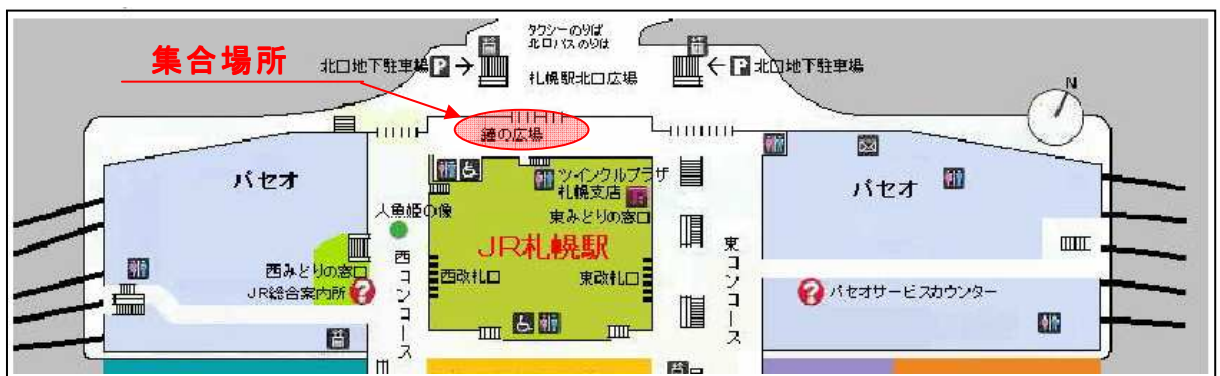 タクシーのりば
北口バスのりば
集合場所
北口地下駐車場
P
→
札幌駅北口広場
←
P
北口地下駐車場
N
鐘の広場
パセオ
ツインクルプラザ
札幌支店
パセオ
人魚姫の像
東みどりの窓口
JR札幌駅
西みどりの窓口
JR総合案内所
?
西コンコース
西改札口
東改札口
東コンコース
?
パセオサービスカウンター